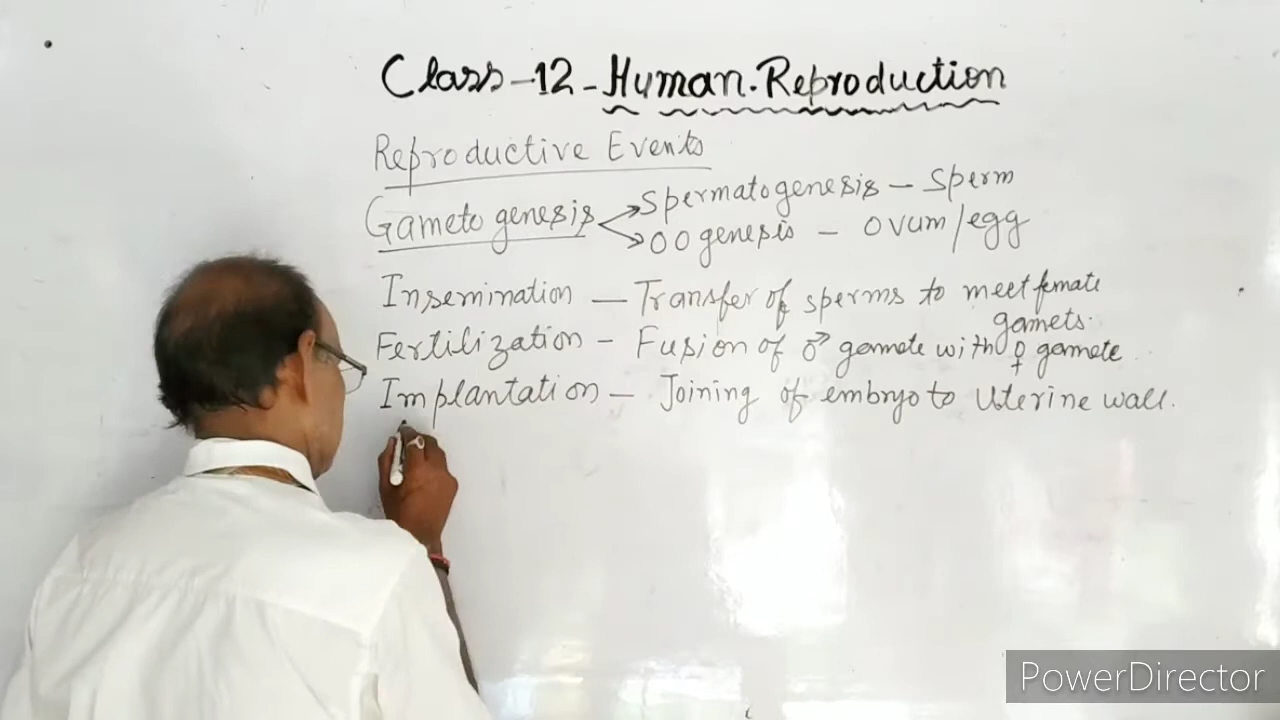 Class-12-Human.Reproduction
Reproductive Events
Gametogenesis
Spermatogenesis - Sperm
OOgenesis - Ovum/egg
Insemination - Transfer of sperms to meet female
gamets.
Fertilization - Fusion of ♂ gamete with ♀ gamete
Implantation - Joining of embryo to Uterine wall.
PowerDirector